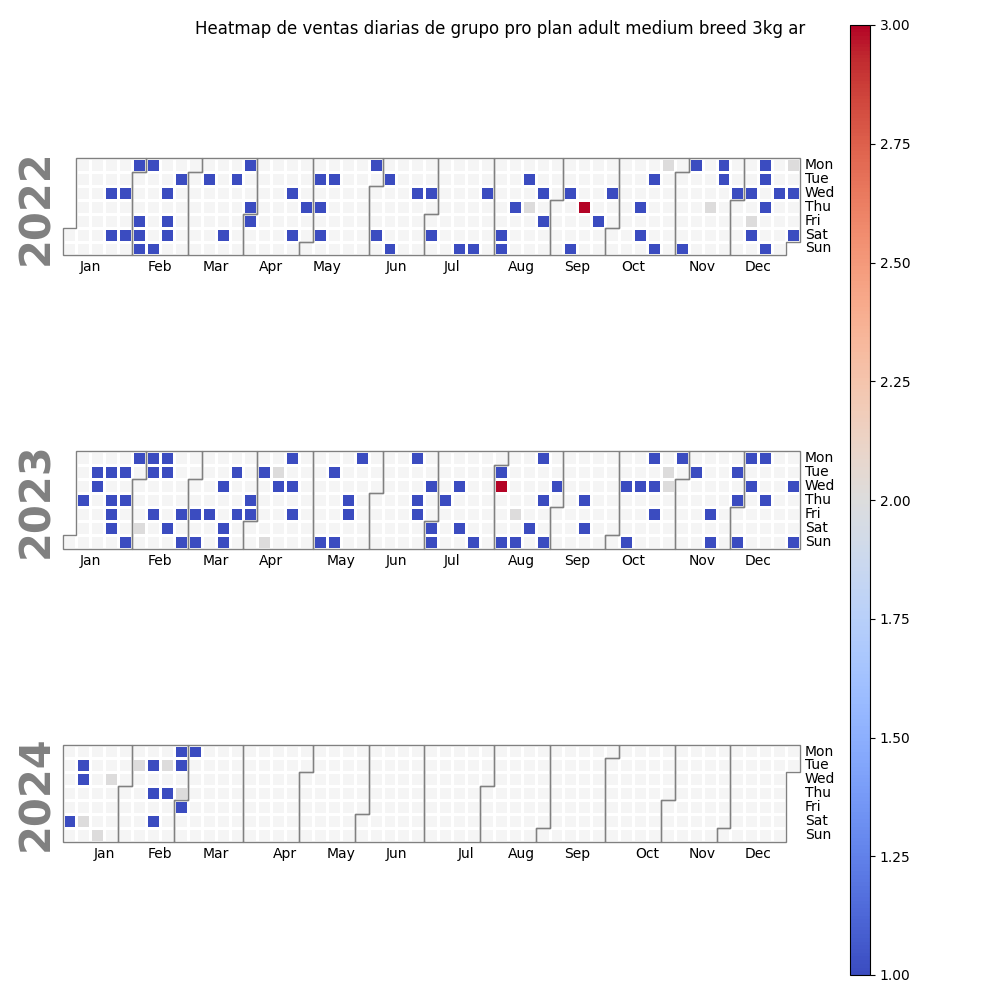 Heatmap de ventas diarias de grupo pro plan adult medium breed 3kg ar
2022
Mon
Tue
Wed
Thu
Fri
Sat
Sun
Jan Feb Mar Apr May Jun Jul Aug Sep Oct Nov Dec
2023
Mon
Tue
Wed
Thu
Fri
Sat
Sun
Jan Feb Mar Apr May Jun Jul Aug Sep Oct Nov Dec
2024
Mon
Tue
Wed
Thu
Fri
Sat
Sun
Jan Feb Mar Apr May Jun Jul Aug Sep Oct Nov Dec
3.00
2.75
2.50
2.25
2.00
1.75
1.50
1.25
1.00